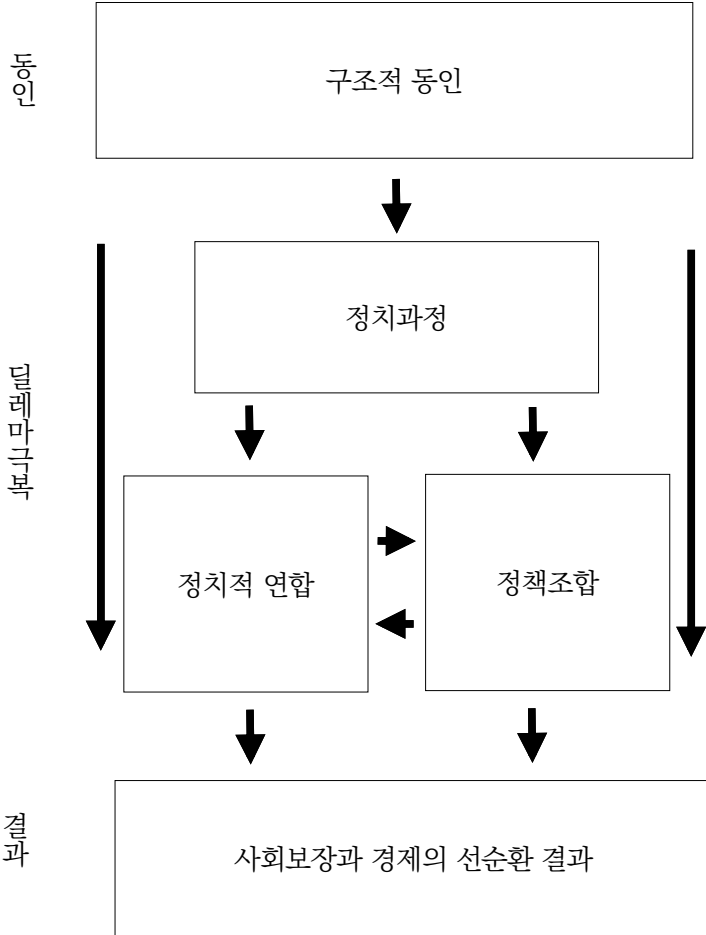 동인
구조적 동인
정치과정
딜레마극복
정치적 연합
정책조합
결과
사회보장과 경제의 선순환 결과